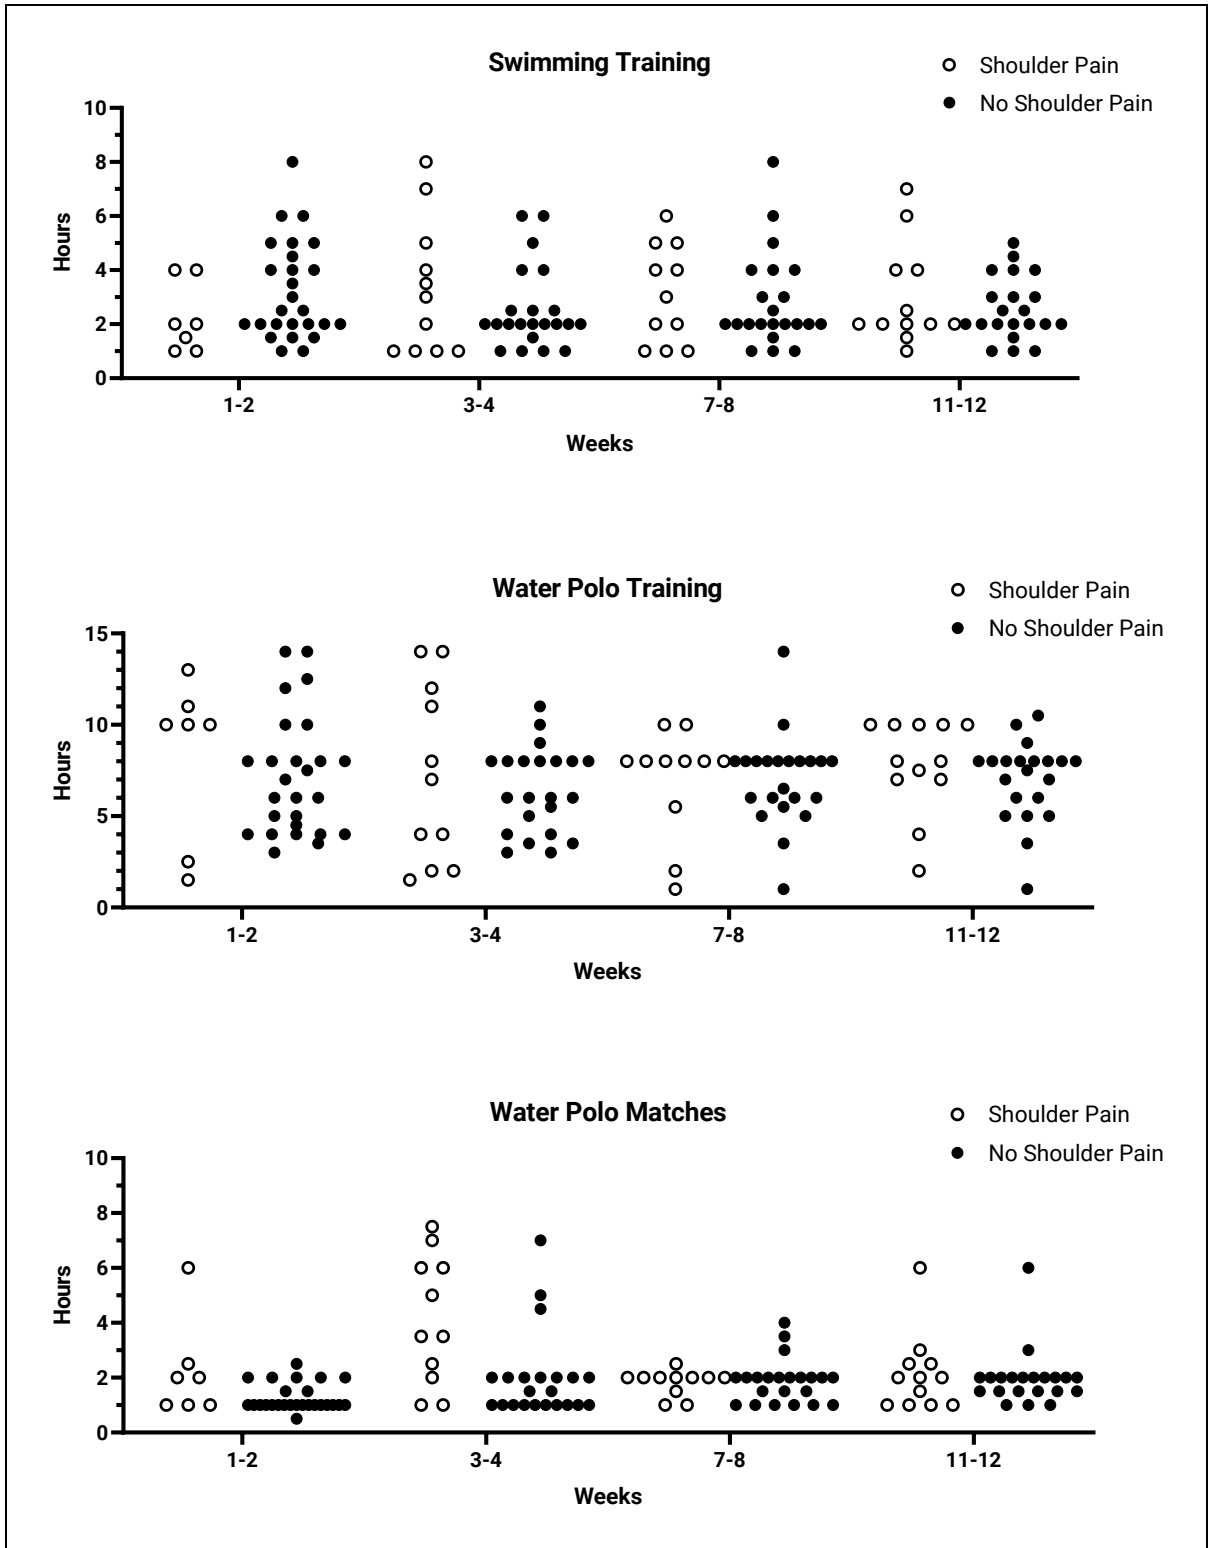 Swimming Training
Shoulder Pain
No Shoulder Pain
10
8
6
4
2
0
Hours
1-2 3-4 7-8 11-12
Weeks
Water Polo Training
Shoulder Pain
No Shoulder Pain
15
10
5
0
Hours
1-2 3-4 7-8 11-12
Weeks
Water Polo Matches
Shoulder Pain
No Shoulder Pain
10
8
6
4
2
0
Hours
1-2 3-4 7-8 11-12
Weeks